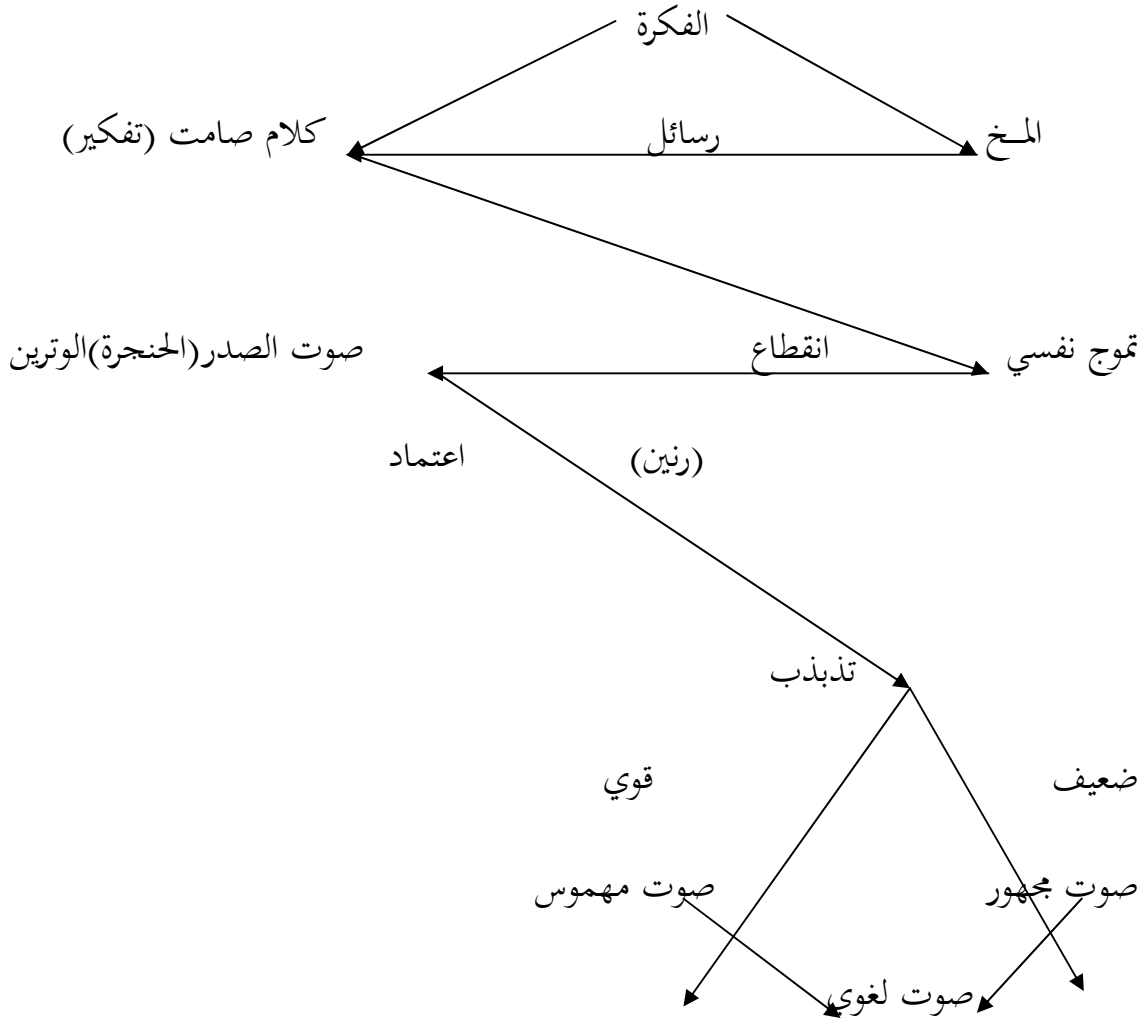 الفكرة
المـخ رسائل كلام صامت (تفكير)
تموج نفسي انقطاع صوت الصدر(الحنجرة)الوترين
(رنين) اعتماد
تذبذب
ضعيف قوي
صوت مجهور صوت مهموس
صوت لغوي